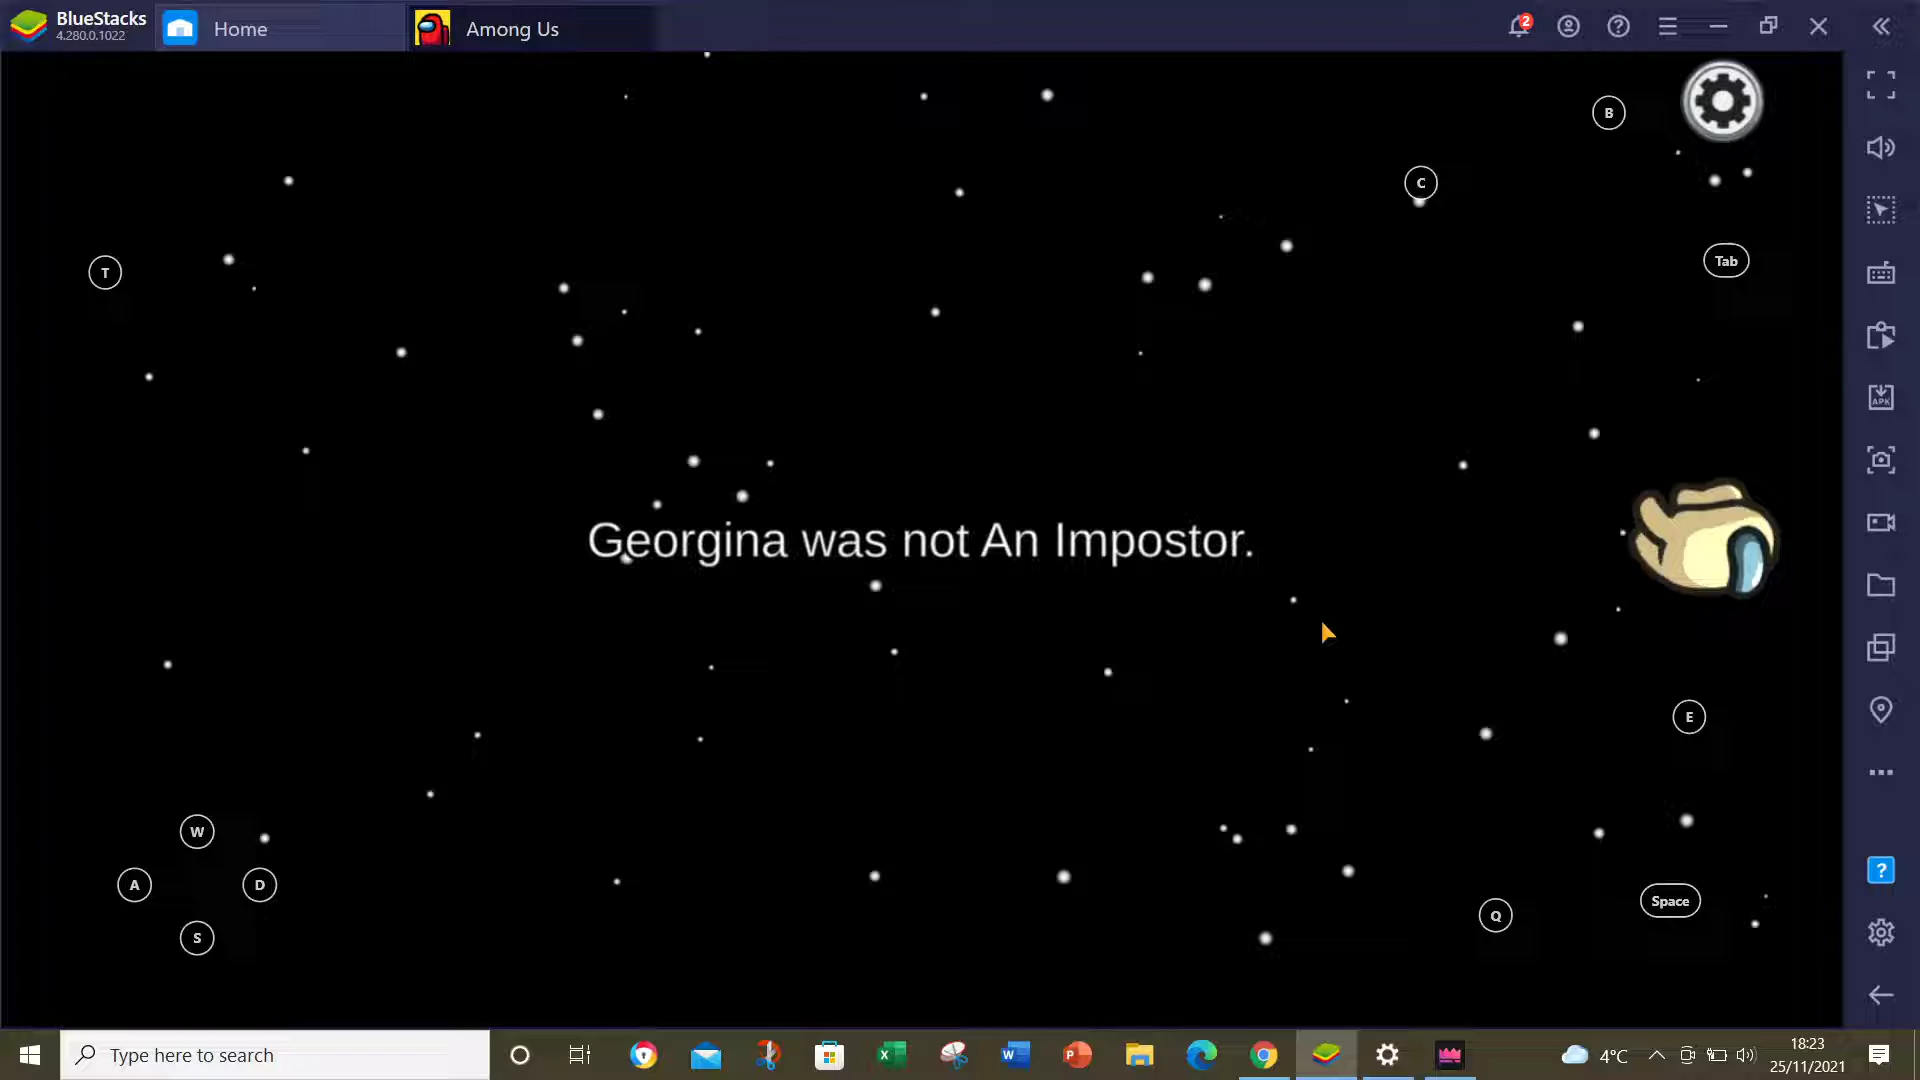 BlueStacks
4.280.0.1022
Home
Among Us
2
B
C
T
Tab
APK
Georgina was not An Impostor.
E
W
A
D
S
Q
Space
?
Type here to search
4°C
18:23
25/11/2021